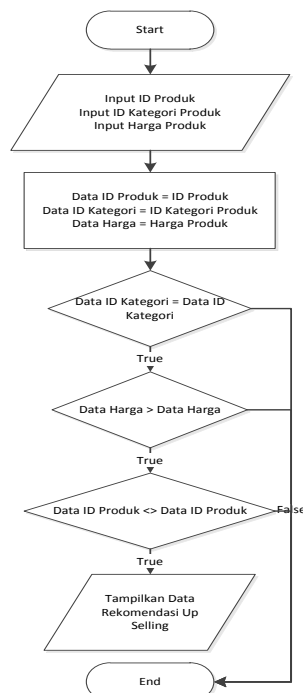 Start
Input ID Produk
Input ID Kategori Produk
Input Harga Produk
Data ID Produk = ID Produk
Data ID Kategori = ID Kategori Produk
Data Harga = Harga Produk
Data ID Kategori = Data ID
Kategori
True
Data Harga > Data Harga
True
Data ID Produk <> Data ID Produk
False
True
Tampilkan Data
Rekomendasi Up
Selling
End